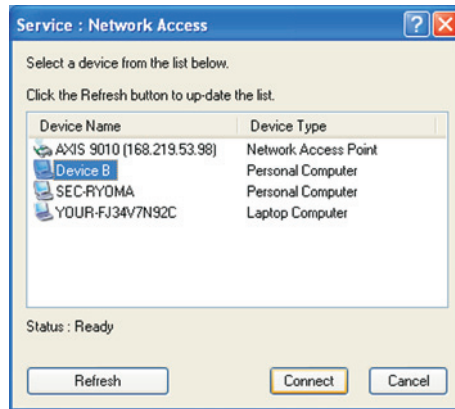 Service : Network Access
Select a device from the list below.
Click the Refresh button to up-date the list.
Device Name Device Type
AXIS 9010 (168.219.53.98) Network Access Point
Device B Personal Computer
SEC-RYOMA Personal Computer
YOUR-FJ34V7N92C Laptop Computer
Status : Ready
Refresh Connect Cancel